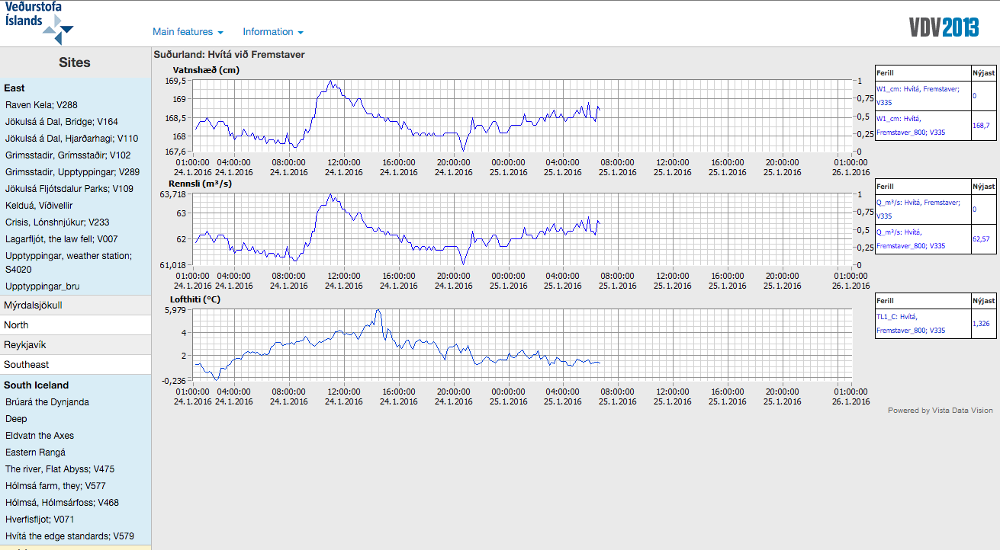 Veðurstofa
Íslands
Main features
Information
VDV2013
Sites
East
Raven Kela; V288
Jökulsá á Dal, Bridge; V164
Jökulsá á Dal, Hjarðarhagi; V110
Grimsstadir, Grímsstaðir; V102
Grimsstadir, Upptyppingar; V289
Jökulsá Fljótsdalur Parks; V109
Kelduá, Víðivellir
Crisis, Lónshnjúkur; V233
Lagarfljót, the law fell; V007
Upptyppingar, weather station;
S4020
Upptyppingar_bru
Mýrdalsjökull
North
Reykjavík
Southeast
South Iceland
Brúará the Dynjanda
Deep
Eldvatn the Axes
Eastern Rangá
The river, Flat Abyss; V475
Hólmsá farm, they; V577
Hólmsá, Hólmsárfoss; V468
Hverfisfljot; V071
Hvítá the edge standards; V579
Suðurland: Hvítá við Fremstaver
Vatnshæð (cm)
169,5
169
168,5
168
167,6
1
0,75
0,5
0,25
0
01:00:00 04:00:00 08:00:00 12:00:00 16:00:00 20:00:00 00:00:00 04:00:00 08:00:00 12:00:00 16:00:00 20:00:00 01:00:00
24.1.2016 24.1.2016 24.1.2016 24.1.2016 24.1.2016 24.1.2016 25.1.2016 25.1.2016 25.1.2016 25.1.2016 25.1.2016 25.1.2016 26.1.2016
Ferill Nýjast
W1_cm: Hvítá, Fremstaver;
V335
0
W1_cm: Hvítá,
Fremstaver_800; V335
168,7
Rennsli (m³/s)
63,718
63
62
61,018
1
0,75
0,5
0,25
0
01:00:00 04:00:00 08:00:00 12:00:00 16:00:00 20:00:00 00:00:00 04:00:00 08:00:00 12:00:00 16:00:00 20:00:00 01:00:00
24.1.2016 24.1.2016 24.1.2016 24.1.2016 24.1.2016 24.1.2016 25.1.2016 25.1.2016 25.1.2016 25.1.2016 25.1.2016 25.1.2016 26.1.2016
Ferill Nýjast
Q_m³/s: Hvítá, Fremstaver;
V335
0
Q_m³/s: Hvítá,
Fremstaver_800; V335
62,57
Lofthiti (°C)
5,979
4
2
-0,236
01:00:00 04:00:00 08:00:00 12:00:00 16:00:00 20:00:00 00:00:00 04:00:00 08:00:00 12:00:00 16:00:00 20:00:00 01:00:00
24.1.2016 24.1.2016 24.1.2016 24.1.2016 24.1.2016 24.1.2016 25.1.2016 25.1.2016 25.1.2016 25.1.2016 25.1.2016 25.1.2016 26.1.2016
Ferill Nýjast
TL1_C: Hvítá,
Fremstaver_800; V335
1,326
Powered by Vista Data Vision